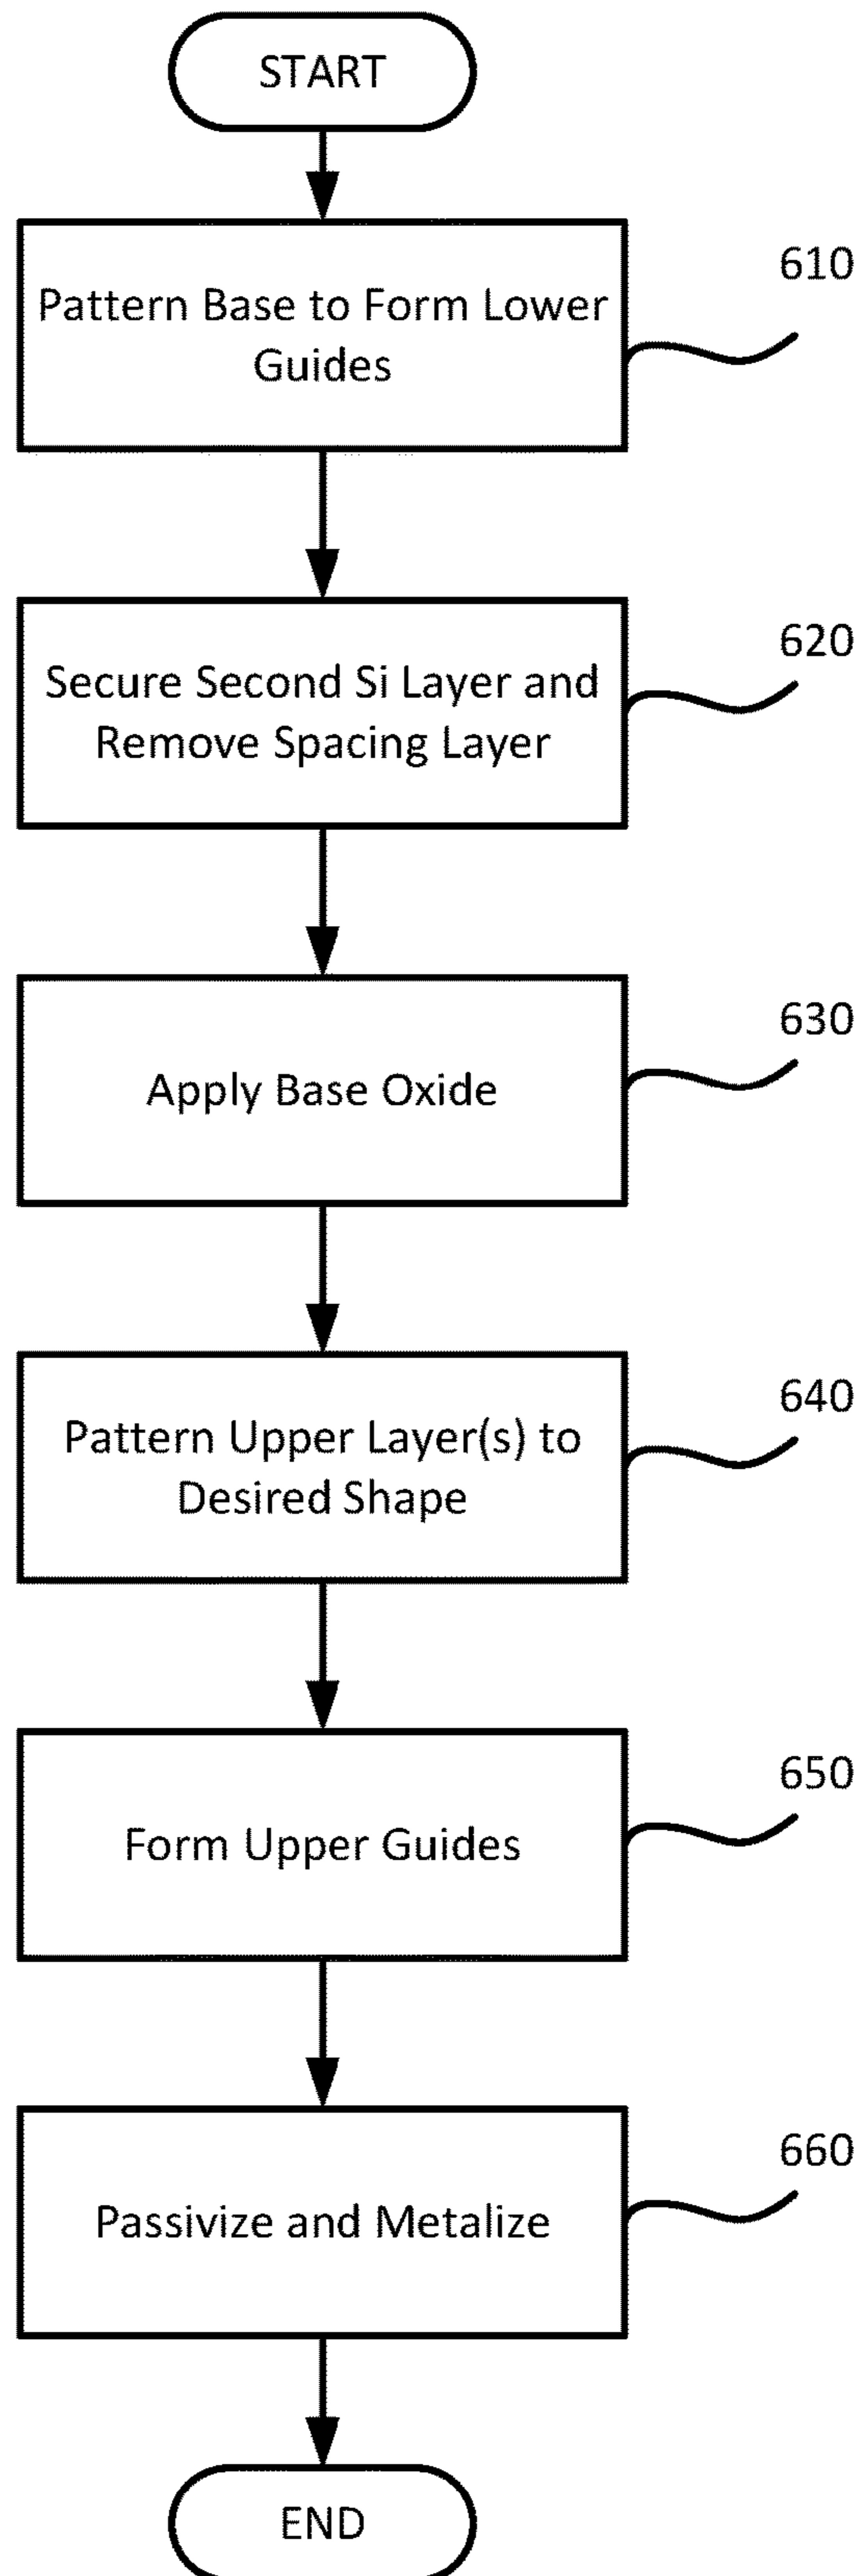 START
610
Pattern Base to Form Lower
Guides
620
Secure Second Si Layer and
Remove Spacing Layer
630
Apply Base Oxide
640
Pattern Upper Layer(s) to
Desired Shape
650
Form Upper Guides
660
Passivize and Metalize
END